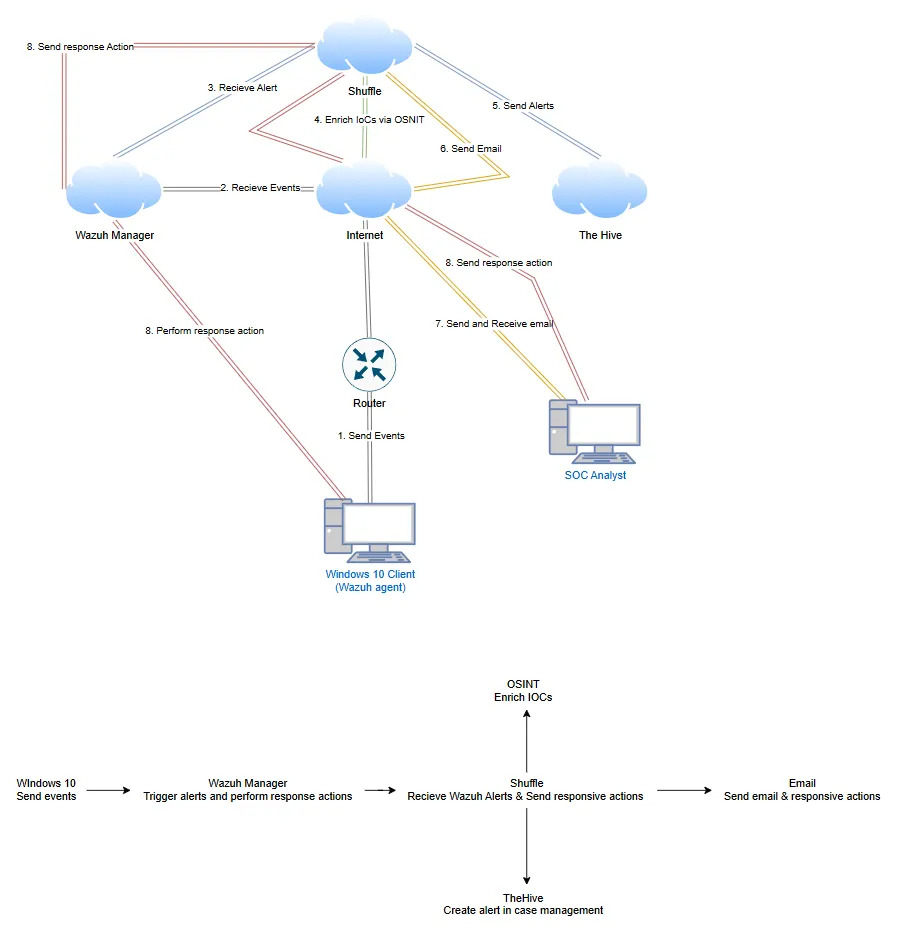 8. Send response Action
Shuffle
3. Recieve Alert
5. Send Alerts
4. Enrich IoCs via OSNIT
6. Send Email
2. Recieve Events
Wazuh Manager
Internet
The Hive
8. Send response action
7. Send and Receive email
8. Perform response action
Router
1. Send Events
SOC Analyst
Windows 10 Client
(Wazuh agent)
OSINT
Enrich IOCs
WIndows 10
Send events
Wazuh Manager
Trigger alerts and perform response actions
Shuffle
Recieve Wazuh Alerts & Send responsive actions
Email
Send email & responsive actions
TheHive
Create alert in case management